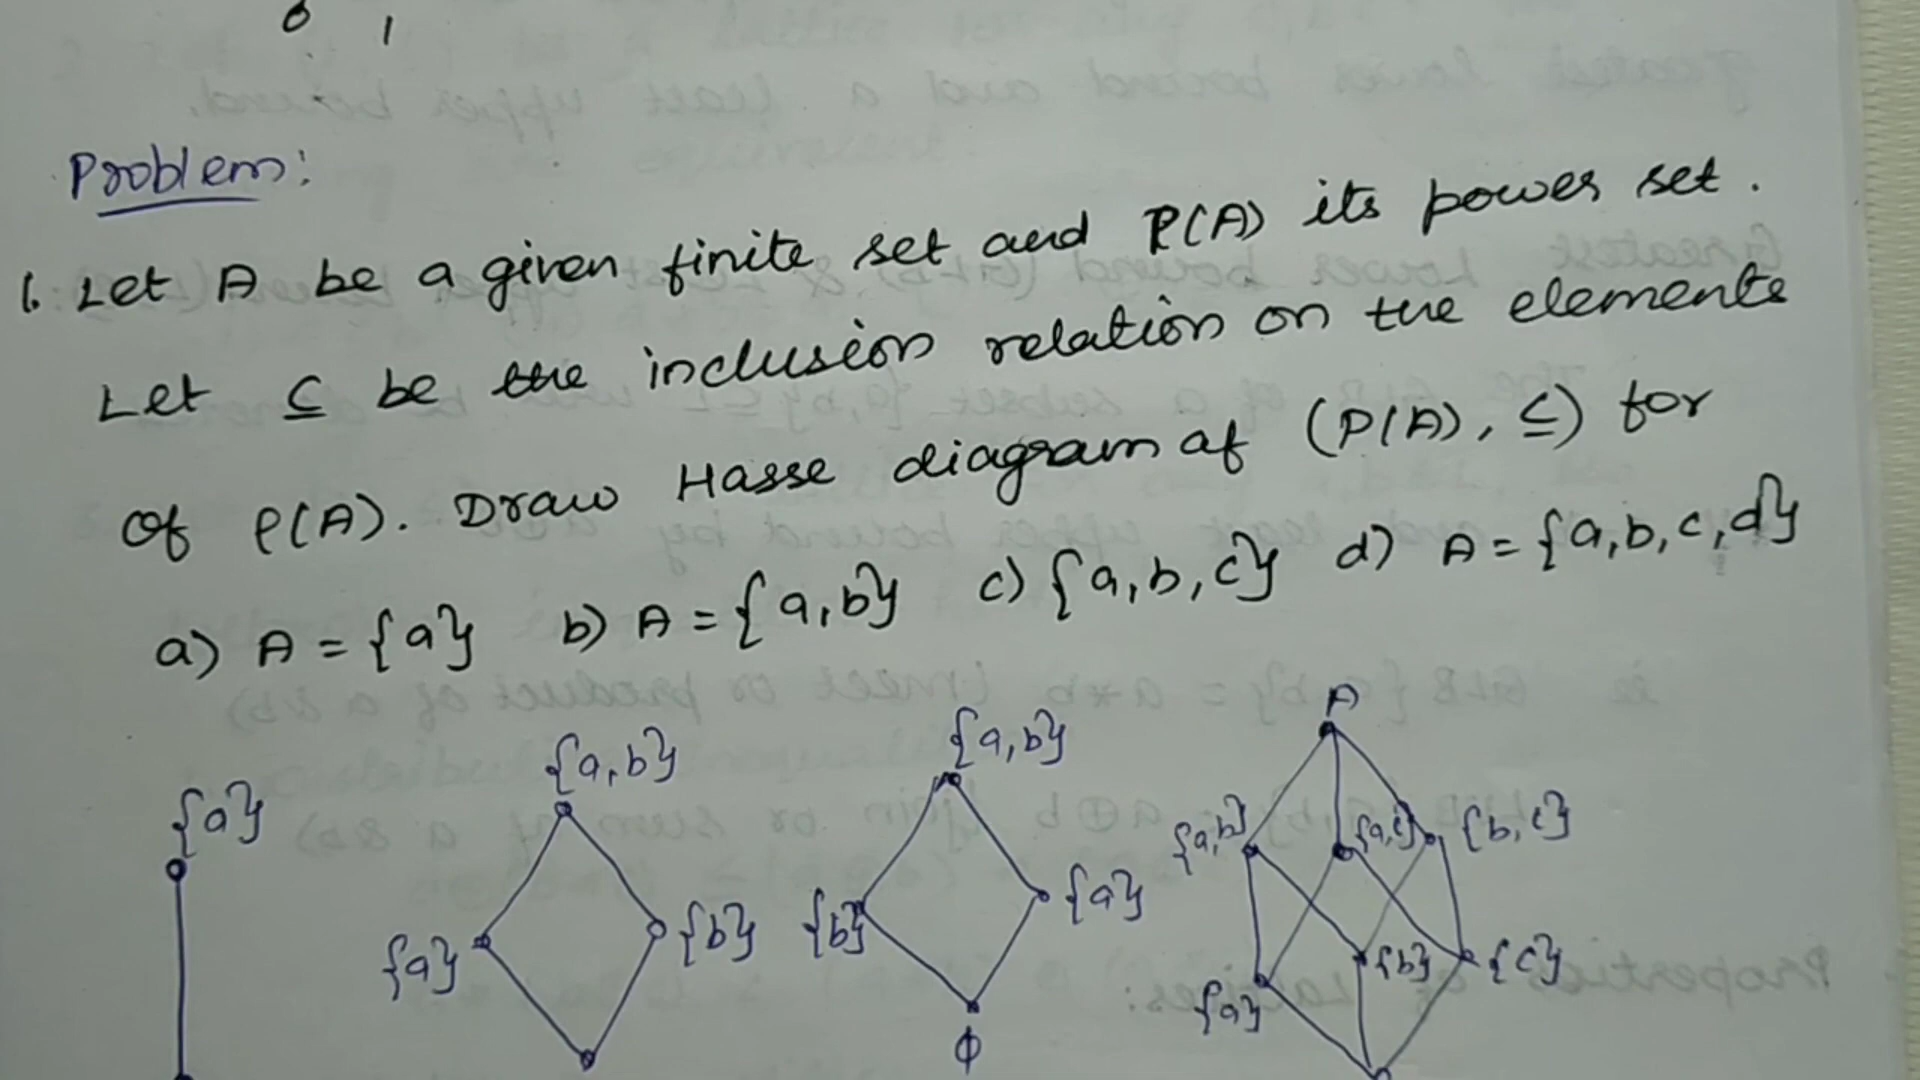 0 1
Problem:
1. Let A be a given finite set and P(A) its power set.
Let ⊆ be the inclusion relation on the elements
of P(A). Draw Hasse diagram of (P(A), ⊆) for
a) A = {a} b) A = {a,b} c) {a,b,c} d) A = {a,b,c,d}
A
{a,b} {a,b}
{a} {a,b} {a,c} {b,c}
{a} {b} {b} {a} {b} {c}
{a}
ϕ